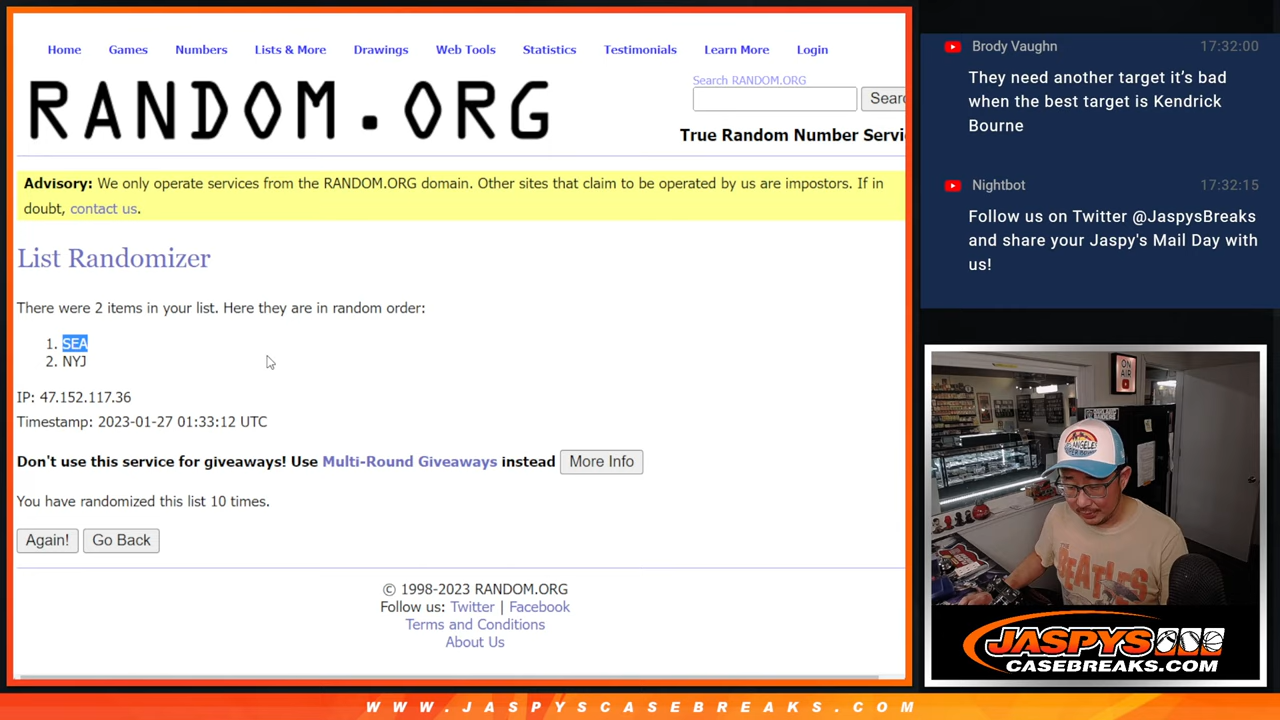 Home Games Numbers Lists & More Drawings Web Tools Statistics Testimonials Learn More Login
RANDOM.ORG
Search RANDOM.ORG
Searc
True Random Number Servi
Advisory: We only operate services from the RANDOM.ORG domain. Other sites that claim to be operated by us are impostors. If in
doubt, contact us.
List Randomizer
There were 2 items in your list. Here they are in random order:
1. SEA
2. NYJ
IP: 47.152.117.36
Timestamp: 2023-01-27 01:33:12 UTC
Don't use this service for giveaways! Use Multi-Round Giveaways instead More Info
You have randomized this list 10 times.
Again! Go Back
© 1998-2023 RANDOM.ORG
Follow us: Twitter | Facebook
Terms and Conditions
About Us
Brody Vaughn 17:32:00
They need another target it's bad
when the best target is Kendrick
Bourne
Nightbot 17:32:15
Follow us on Twitter @JaspysBreaks
and share your Jaspy's Mail Day with
us!
ON
AIR
JASPYS
CASEBREAKS.COM
WWW.JASPYSCASEBREAKS.COM